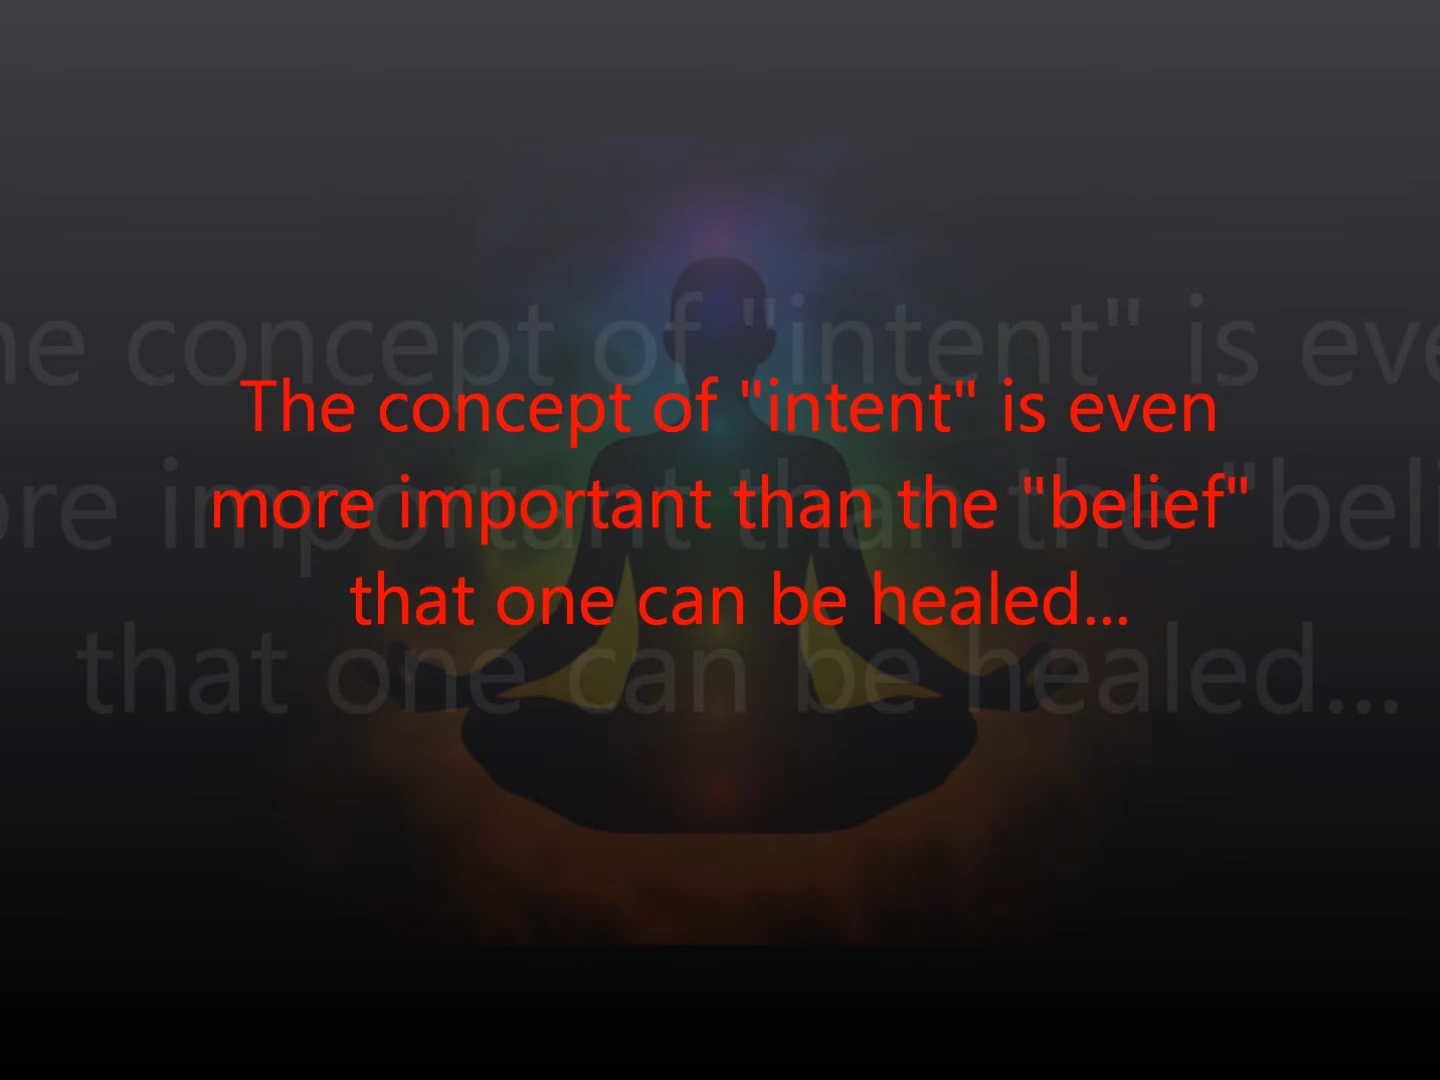 The concept of "intent" is even
more important than the "belief"
that one can be healed...